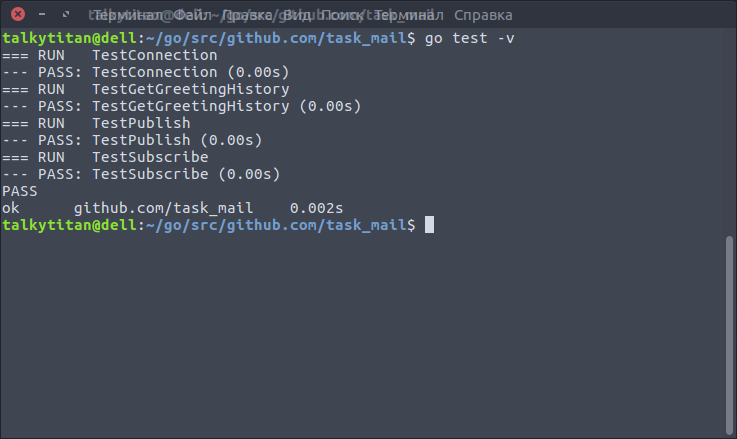 Терминал Файл Правка Вид Поиск Терминал Справка
talkytitan@dell:~/go/src/github.com/task_mail$ go test -v
=== RUN   TestConnection
--- PASS: TestConnection (0.00s)
=== RUN   TestGetGreetingHistory
--- PASS: TestGetGreetingHistory (0.00s)
=== RUN   TestPublish
--- PASS: TestPublish (0.00s)
=== RUN   TestSubscribe
--- PASS: TestSubscribe (0.00s)
PASS
ok      github.com/task_mail    0.002s
talkytitan@dell:~/go/src/github.com/task_mail$